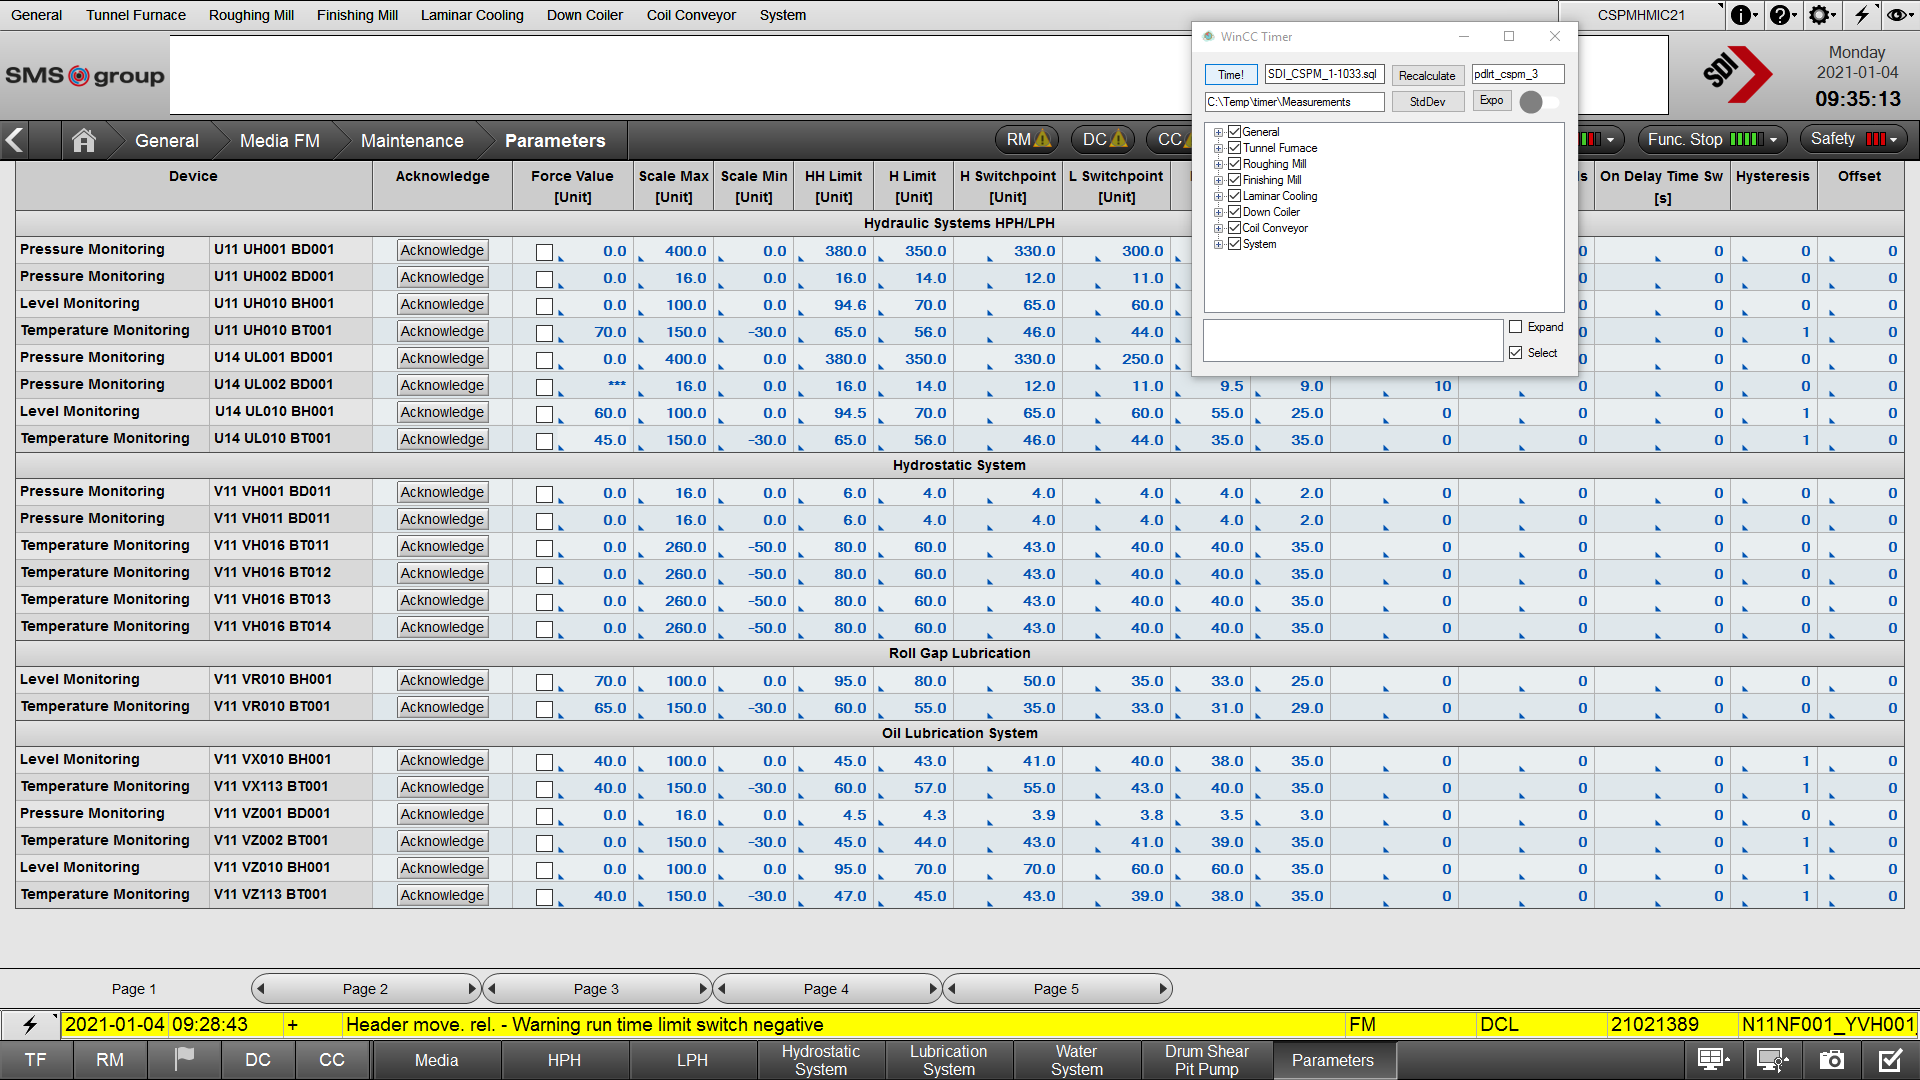 General Tunnel Furnace Roughing Mill Finishing Mill Laminar Cooling Down Coiler Coil Conveyor System CSPMHMIC21
SMS group
SDI
Monday
2021-01-04
09:35:13
WinCC Timer
Time! SDI_CSPM_1-1033.sql Recalculate pdlrt_cspm_3
C:\Temp\timer\Measurements StdDev Expo
General
Tunnel Furnace
Roughing Mill
Finishing Mill
Laminar Cooling
Down Coiler
Coil Conveyor
System
Expand
Select
General Media FM Maintenance Parameters RM DC CC Func. Stop Safety
Device Acknowledge Force Value [Unit] Scale Max [Unit] Scale Min [Unit] HH Limit [Unit] H Limit [Unit] H Switchpoint [Unit] L Switchpoint [Unit] On Delay Time Sw [s] Hysteresis Offset
Hydraulic Systems HPH/LPH
Pressure Monitoring U11 UH001 BD001 Acknowledge 0.0 400.0 0.0 380.0 350.0 330.0 300.0 0 0 0 0
Pressure Monitoring U11 UH002 BD001 Acknowledge 0.0 16.0 0.0 16.0 14.0 12.0 11.0 0 0 0 0
Level Monitoring U11 UH010 BH001 Acknowledge 0.0 100.0 0.0 94.6 70.0 65.0 60.0 0 0 0 0
Temperature Monitoring U11 UH010 BT001 Acknowledge 70.0 150.0 -30.0 65.0 56.0 46.0 44.0 0 0 1 0
Pressure Monitoring U14 UL001 BD001 Acknowledge 0.0 400.0 0.0 380.0 350.0 330.0 250.0 0 0 0 0
Pressure Monitoring U14 UL002 BD001 Acknowledge *** 16.0 0.0 16.0 14.0 12.0 11.0 9.5 9.0 10 0 0 0 0
Level Monitoring U14 UL010 BH001 Acknowledge 60.0 100.0 0.0 94.5 70.0 65.0 60.0 55.0 25.0 0 0 0 1 0
Temperature Monitoring U14 UL010 BT001 Acknowledge 45.0 150.0 -30.0 65.0 56.0 46.0 44.0 35.0 35.0 0 0 0 1 0
Hydrostatic System
Pressure Monitoring V11 VH001 BD011 Acknowledge 0.0 16.0 0.0 6.0 4.0 4.0 4.0 4.0 2.0 0 0 0 0 0
Pressure Monitoring V11 VH011 BD011 Acknowledge 0.0 16.0 0.0 6.0 4.0 4.0 4.0 4.0 2.0 0 0 0 0 0
Temperature Monitoring V11 VH016 BT011 Acknowledge 0.0 260.0 -50.0 80.0 60.0 43.0 40.0 40.0 35.0 0 0 0 0 0
Temperature Monitoring V11 VH016 BT012 Acknowledge 0.0 260.0 -50.0 80.0 60.0 43.0 40.0 40.0 35.0 0 0 0 0 0
Temperature Monitoring V11 VH016 BT013 Acknowledge 0.0 260.0 -50.0 80.0 60.0 43.0 40.0 40.0 35.0 0 0 0 0 0
Temperature Monitoring V11 VH016 BT014 Acknowledge 0.0 260.0 -50.0 80.0 60.0 43.0 40.0 40.0 35.0 0 0 0 0 0
Roll Gap Lubrication
Level Monitoring V11 VR010 BH001 Acknowledge 70.0 100.0 0.0 95.0 80.0 50.0 35.0 33.0 25.0 0 0 0 0 0
Temperature Monitoring V11 VR010 BT001 Acknowledge 65.0 150.0 -30.0 60.0 55.0 35.0 33.0 31.0 29.0 0 0 0 0 0
Oil Lubrication System
Level Monitoring V11 VX010 BH001 Acknowledge 40.0 100.0 0.0 45.0 43.0 41.0 40.0 38.0 35.0 0 0 0 1 0
Temperature Monitoring V11 VX113 BT001 Acknowledge 40.0 150.0 -30.0 60.0 57.0 55.0 43.0 40.0 35.0 0 0 0 1 0
Pressure Monitoring V11 VZ001 BD001 Acknowledge 0.0 16.0 0.0 4.5 4.3 3.9 3.8 3.5 3.0 0 0 0 0 0
Temperature Monitoring V11 VZ002 BT001 Acknowledge 0.0 150.0 -30.0 45.0 44.0 43.0 41.0 39.0 35.0 0 0 0 1 0
Level Monitoring V11 VZ010 BH001 Acknowledge 0.0 100.0 0.0 95.0 70.0 70.0 60.0 60.0 35.0 0 0 0 1 0
Temperature Monitoring V11 VZ113 BT001 Acknowledge 40.0 150.0 -30.0 47.0 45.0 43.0 39.0 38.0 35.0 0 0 0 1 0
Page 1 Page 2 Page 3 Page 4 Page 5
2021-01-04 09:28:43 + Header move. rel. - Warning run time limit switch negative FM DCL 21021389 N11NF001_YVH001
TF RM DC CC Media HPH LPH Hydrostatic System Lubrication System Water System Drum Shear Pit Pump Parameters